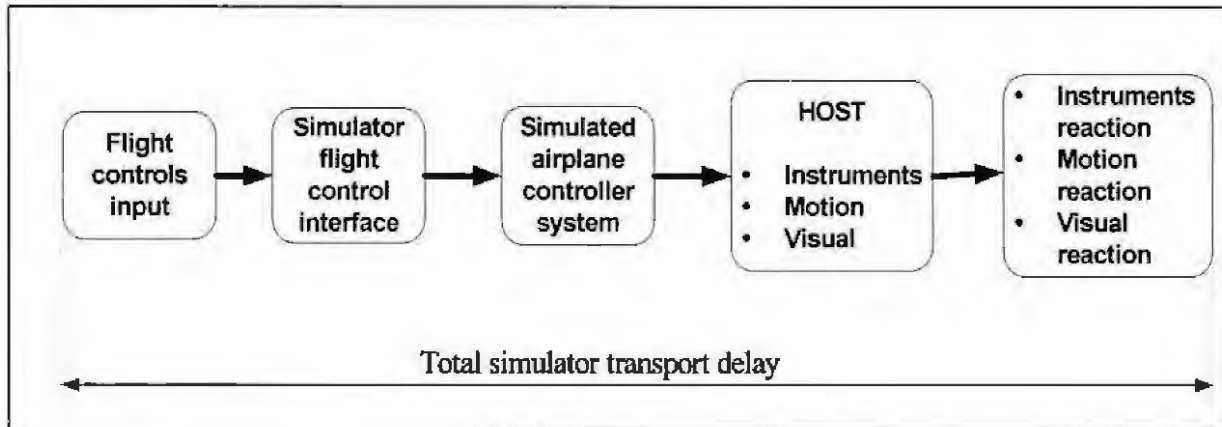 Flight
controls
input
Simulator
flight
control
interface
Simulated
airplane
controller
system
HOST
• Instruments
• Motion
• Visual
• Instruments
reaction
• Motion
reaction
• Visual
reaction
Total simulator transport delay